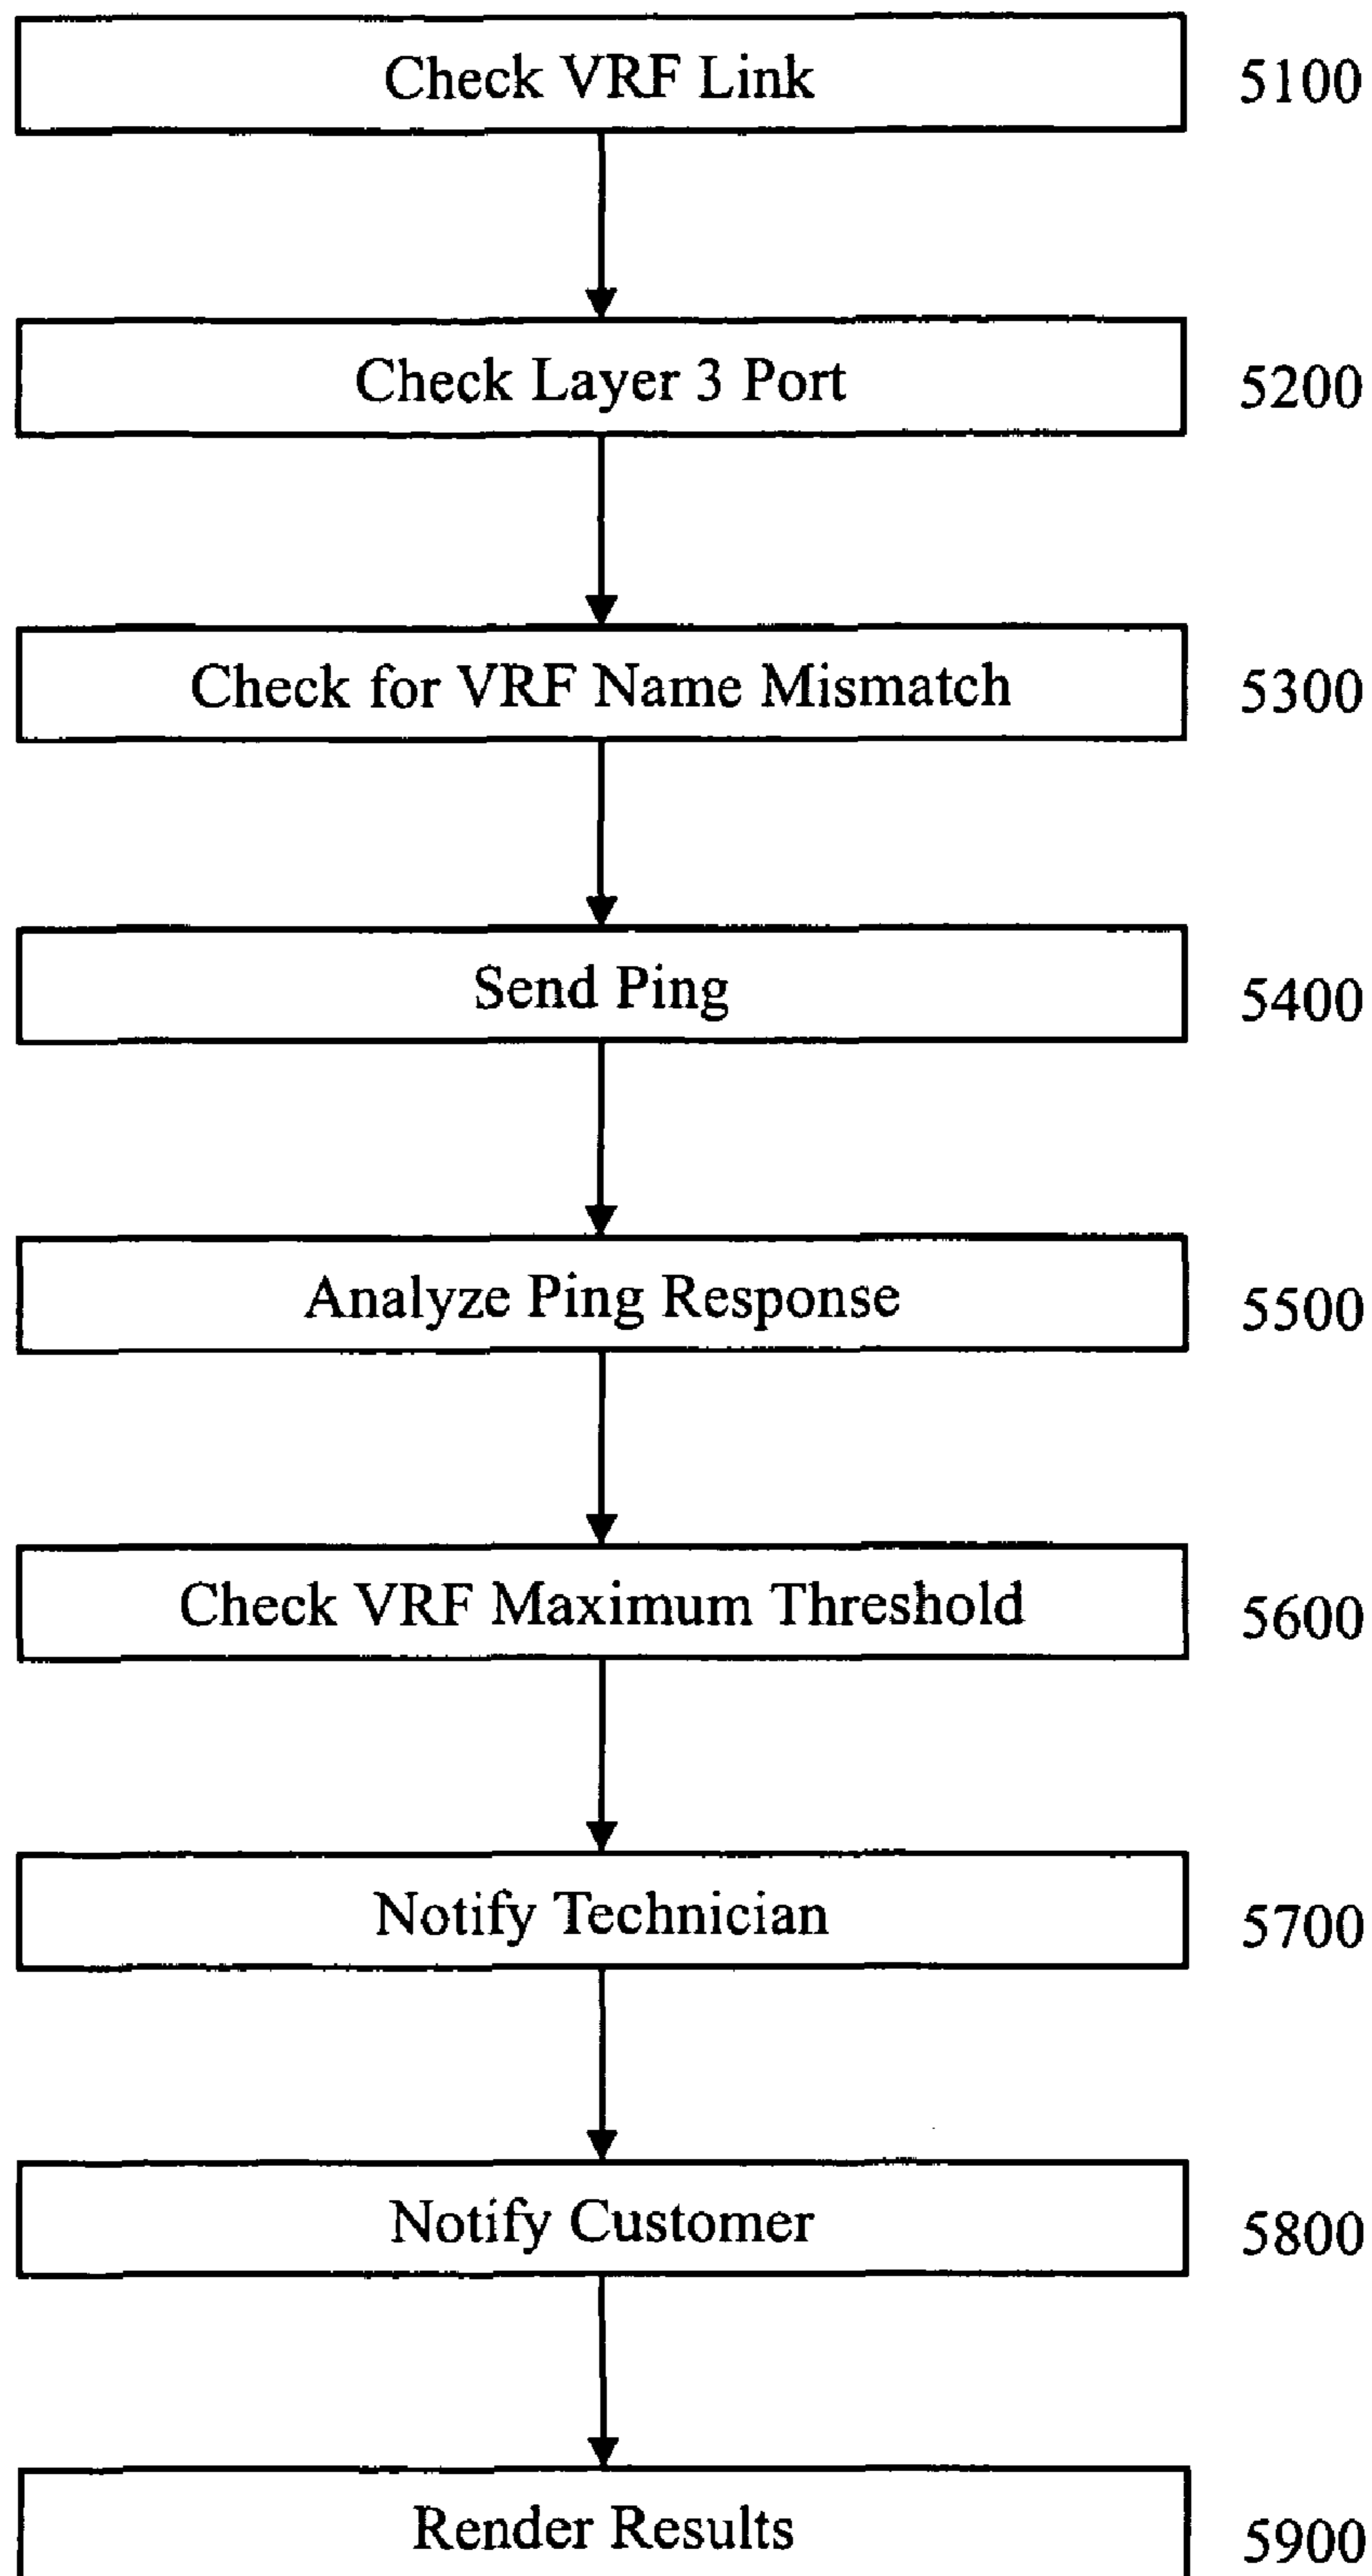 Check VRF Link 5100
Check Layer 3 Port 5200
Check for VRF Name Mismatch 5300
Send Ping 5400
Analyze Ping Response 5500
Check VRF Maximum Threshold 5600
Notify Technician 5700
Notify Customer 5800
Render Results 5900